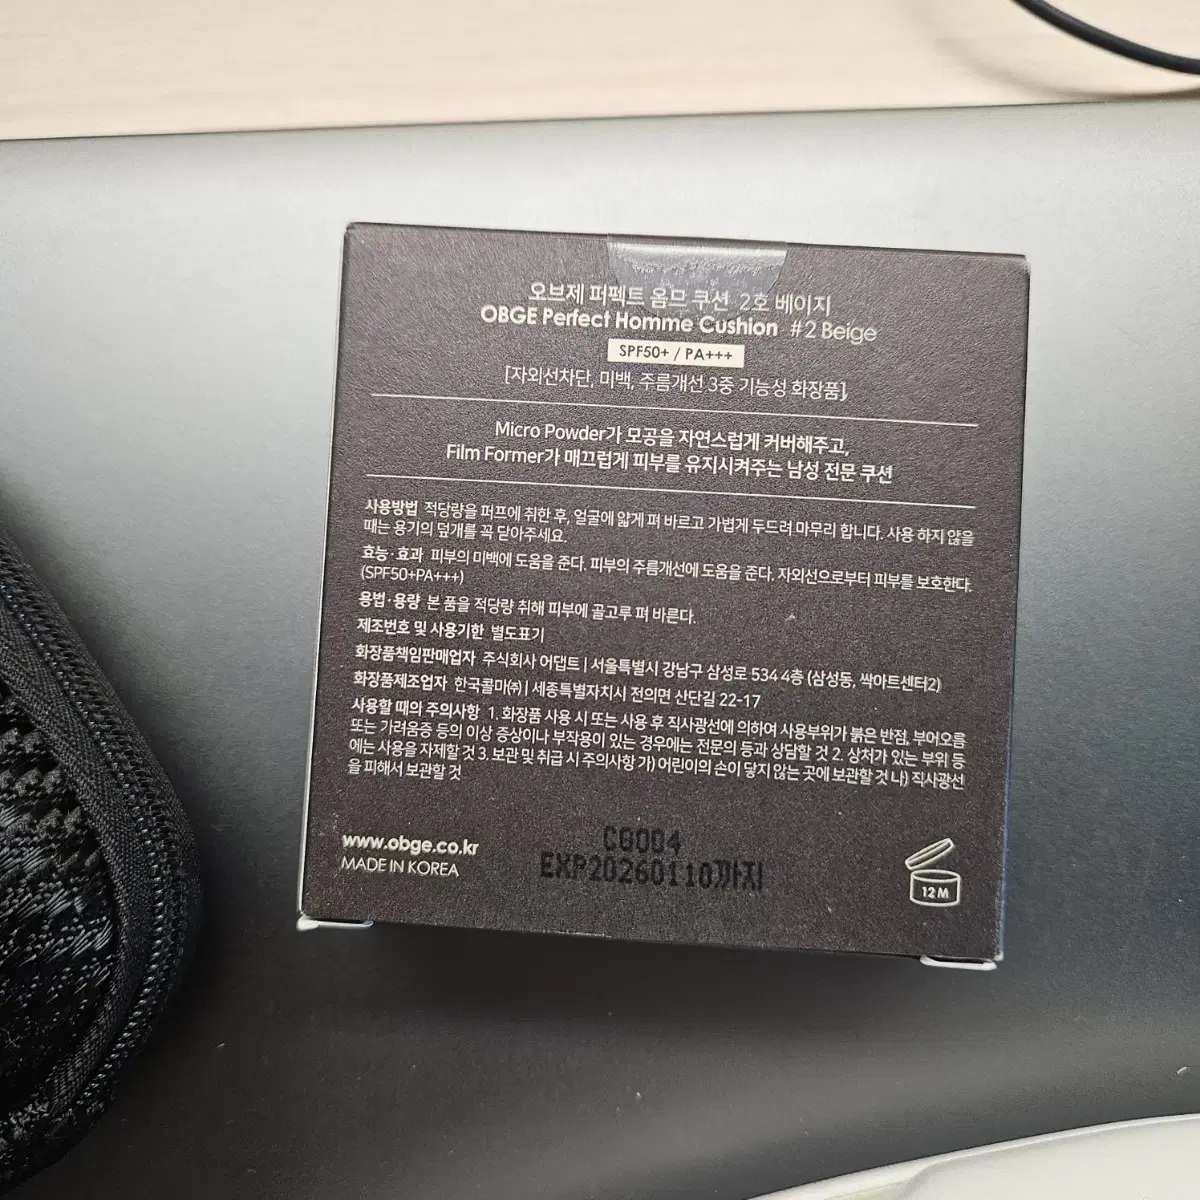 오브제 퍼펙트 옴므 쿠션 2호 베이지
OBGE Perfect Homme Cushion #2 Beige
SPF50+ / PA+++
[자외선차단, 미백, 주름개선 3중 기능성 화장품]
Micro Powder가 모공을 자연스럽게 커버해주고,
Film Former가 매끄럽게 피부를 유지시켜주는 남성 전문 쿠션
사용방법 적당량을 퍼프에 취한 후, 얼굴에 얇게 펴 바르고 가볍게 두드려 마무리 합니다. 사용 하지 않을
때는 용기의 덮개를 꼭 닫아주세요.
효능·효과 피부의 미백에 도움을 준다. 피부의 주름개선에 도움을 준다. 자외선으로부터 피부를 보호한다.
(SPF50+PA+++)
용법·용량 본 품을 적당량 취해 피부에 골고루 펴 바른다.
제조번호 및 사용기한 별도표기
화장품책임판매업자 주식회사 어댑트 | 서울특별시 강남구 삼성로 534 4층 (삼성동, 싹아트센터2)
화장품제조업자 한국콜마㈜ | 세종특별자치시 전의면 산단길 22-17
사용할 때의 주의사항 1. 화장품 사용 시 또는 사용 후 직사광선에 의하여 사용부위가 붉은 반점, 부어오름
또는 가려움증 등의 이상 증상이나 부작용이 있는 경우에는 전문의 등과 상담할 것 2. 상처가 있는 부위 등
에는 사용을 자제할 것 3. 보관 및 취급 시 주의사항 가) 어린이의 손이 닿지 않는 곳에 보관할 것 나) 직사광선
을 피해서 보관할 것
www.obge.co.kr
MADE IN KOREA
CG004
EXP20260110까지
12M